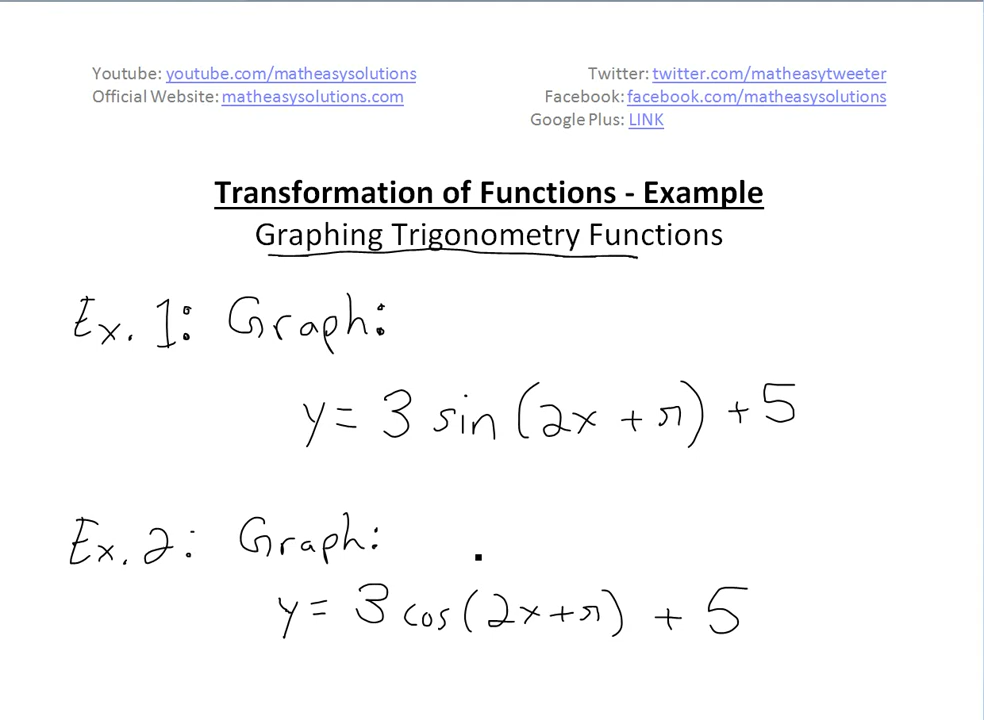 Youtube: youtube.com/matheasysolutions
Official Website: matheasysolutions.com
Twitter: twitter.com/matheasytweeter
Facebook: facebook.com/matheasysolutions
Google Plus: LINK
Transformation of Functions - Example
Graphing Trigonometry Functions
Ex. 1: Graph:
y = 3 sin (2x + π) + 5
Ex. 2: Graph:
y = 3 cos (2x + π) + 5